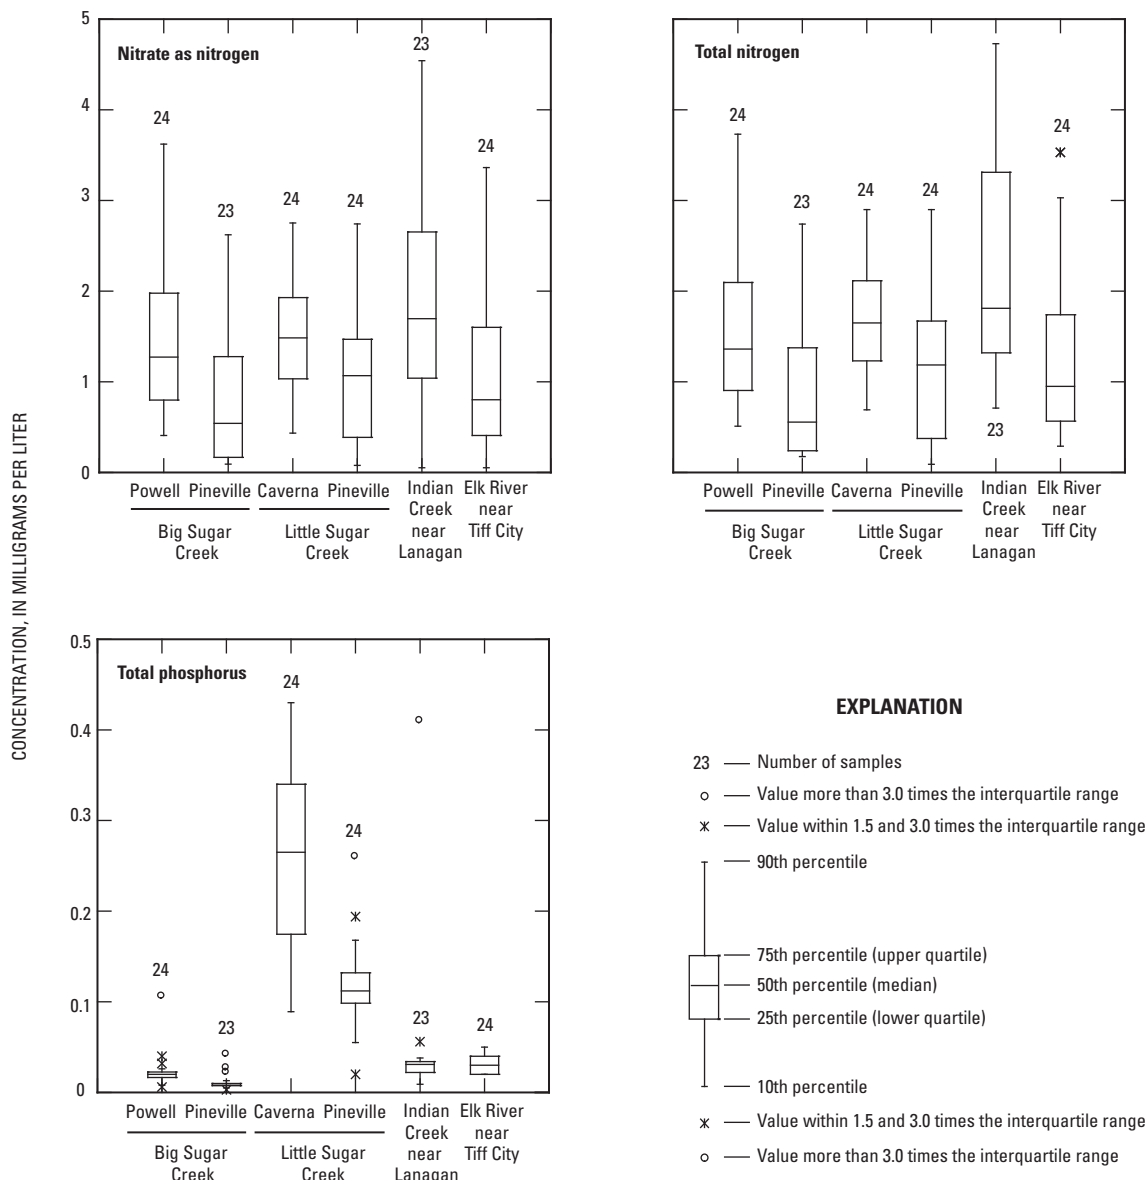 CONCENTRATION, IN MILLIGRAMS PER LITER
Nitrate as nitrogen
5
4
3
2
1
0
24
23
24
24
23
24
Powell Pineville Caverna Pineville Indian Elk River
Creek near
near Tiff City
Lanagan
Big Sugar Little Sugar
Creek Creek
Total nitrogen
24
23
24
24
23
24
Powell Pineville Caverna Pineville Indian Elk River
Creek near
near Tiff City
Lanagan
Big Sugar Little Sugar
Creek Creek
Total phosphorus
0.5
0.4
0.3
0.2
0.1
0
24
23
24
24
23
24
Powell Pineville Caverna Pineville Indian Elk River
Creek near
near Tiff City
Lanagan
Big Sugar Little Sugar
Creek Creek
EXPLANATION
23 Number of samples
Value more than 3.0 times the interquartile range
Value within 1.5 and 3.0 times the interquartile range
90th percentile
75th percentile (upper quartile)
50th percentile (median)
25th percentile (lower quartile)
10th percentile
Value within 1.5 and 3.0 times the interquartile range
Value more than 3.0 times the interquartile range